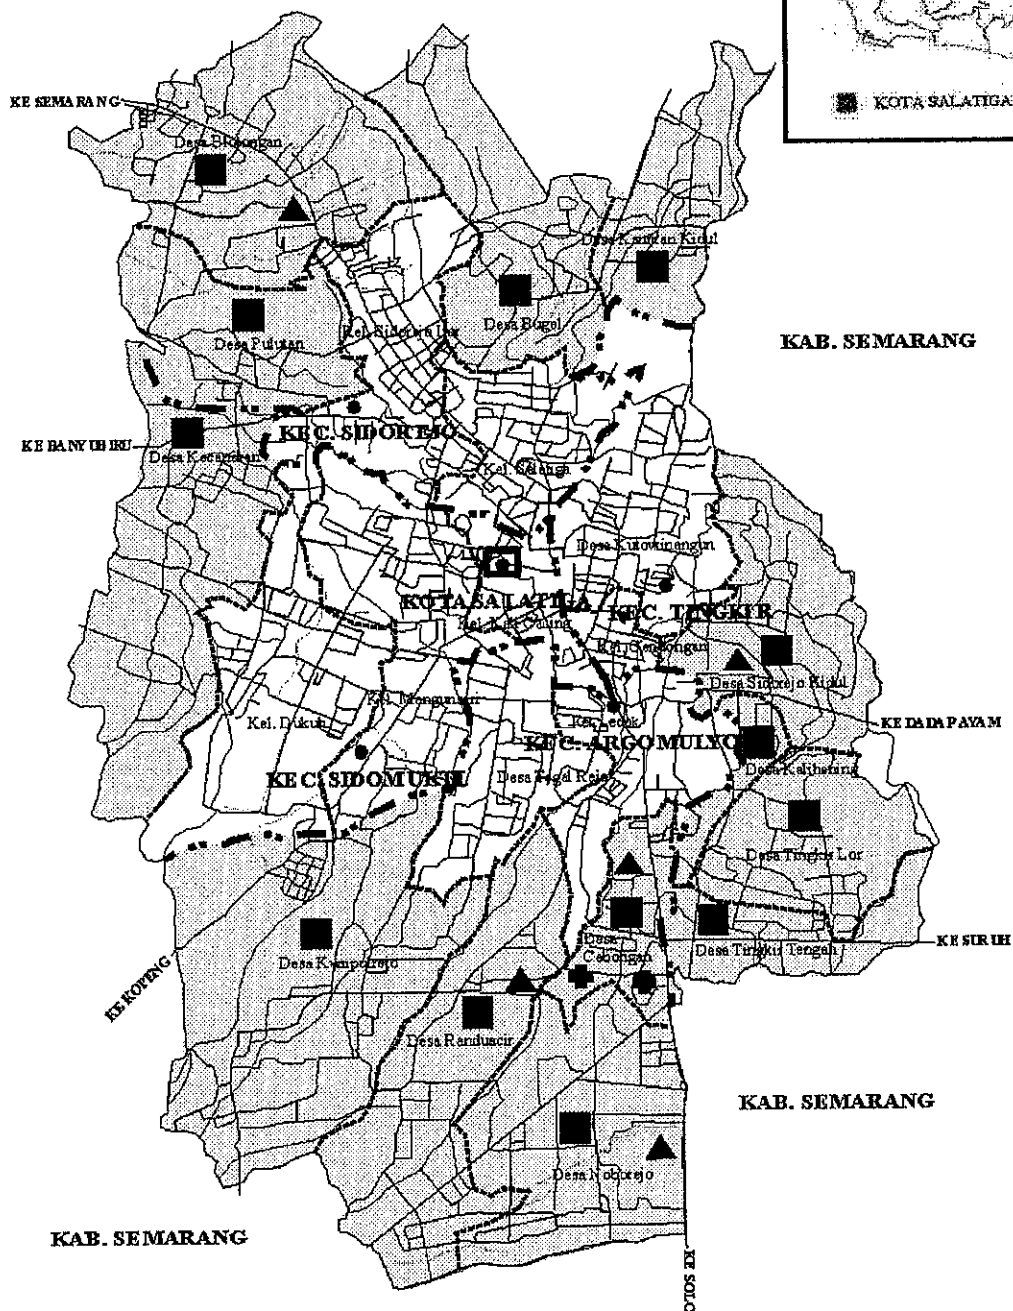 KOTA SALATIGA
KE SEMARANG
Desa Blotongan
Desa Kauman Kidul
Kel. Sidorejo Lor
Desa Bugel
Desa Pulutan
KAB. SEMARANG
KEC. SIDOREJO
KE BANYUBIRU
Desa Kecandran
Kel. Salatiga
Desa Kutowinangun
KOTA SALATIGA
KEC. TINGKIR
Kel. Kali Cacing
Kel. Gendongan
Desa Sidorejo Kidul
Kel. Mangunsari
Kel. Dukuh
Kel. Ledok
KE DADAPAYAM
KEC. ARGOMULYO
Desa Kalibening
KEC. SIDOMUKTI
Desa Tegal Rejo
Desa Tingkir Lor
Desa
Cebongan
Desa Tingkir Tengah
KE SURUH
Desa Kumpulrejo
KE KOPENG
Desa Randuacir
KAB. SEMARANG
Desa Noborejo
KAB. SEMARANG
KE SOLO